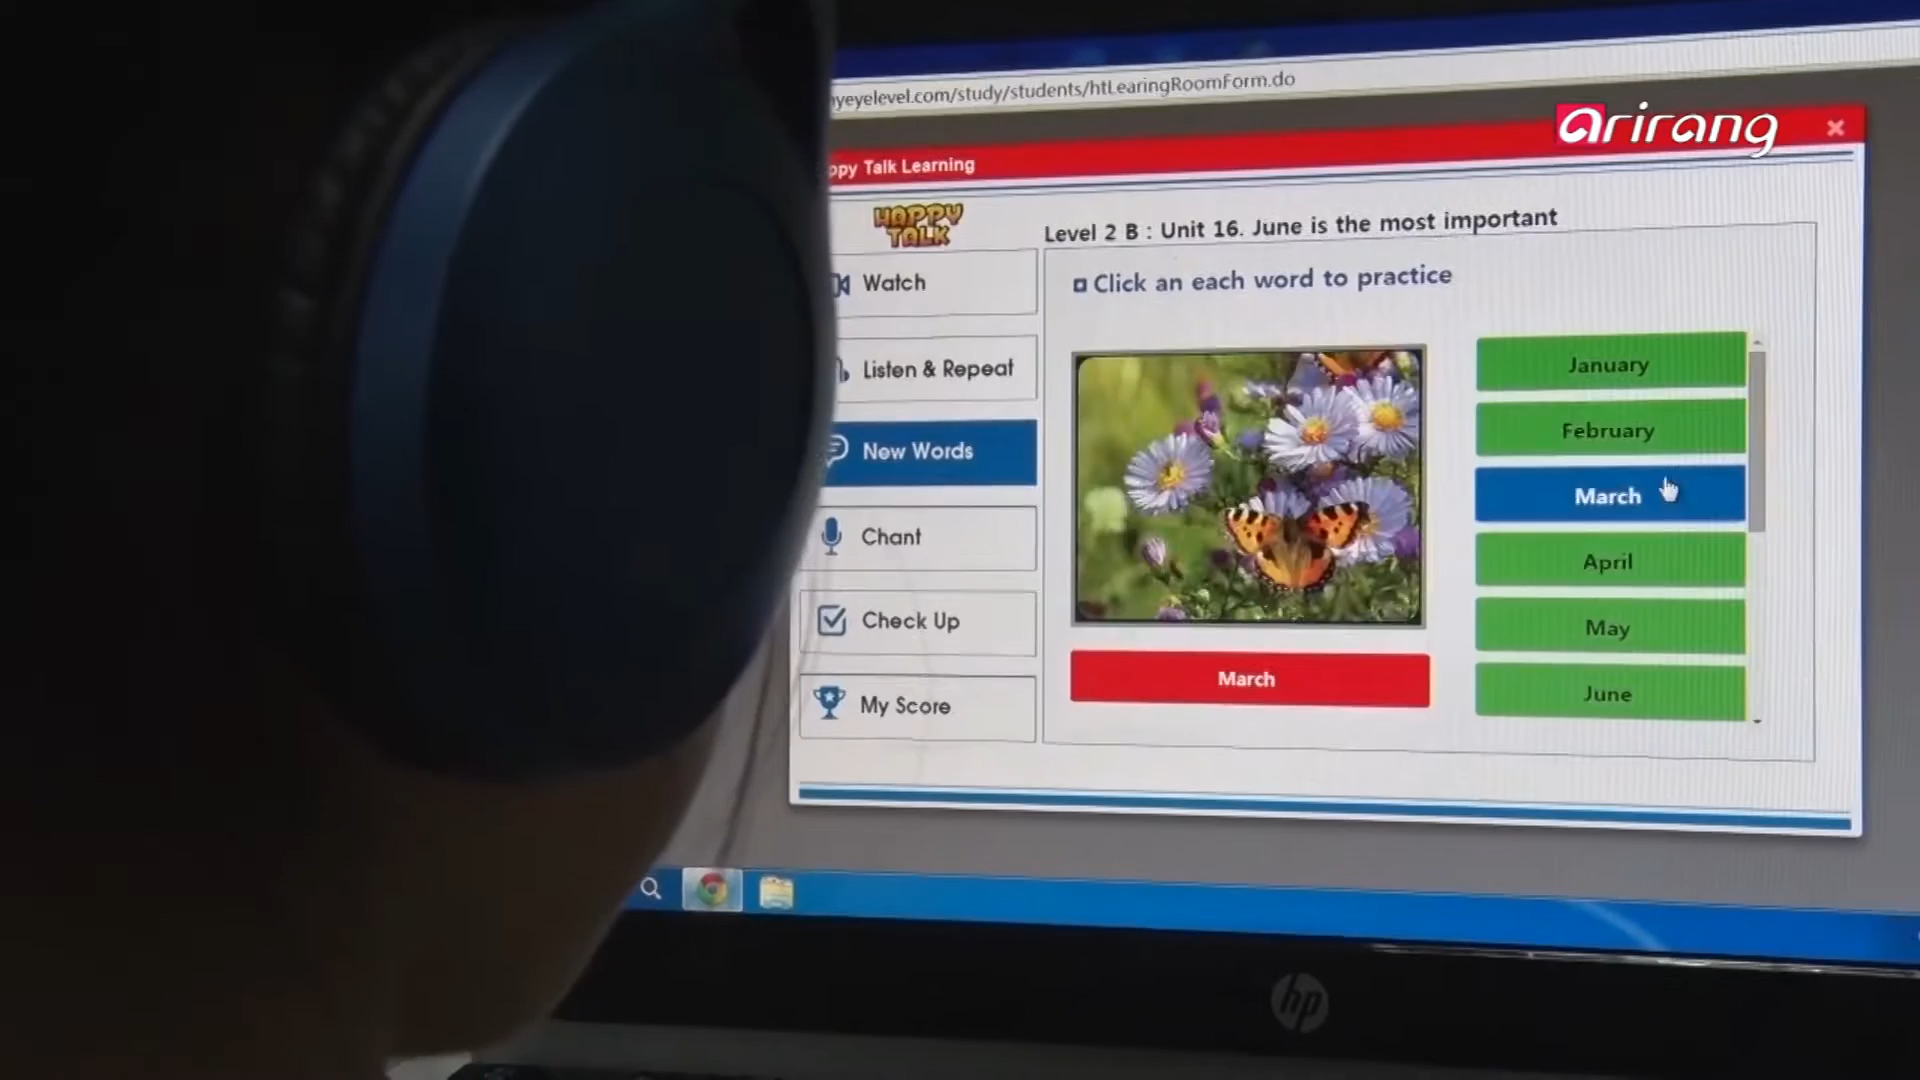 yeyelevel.com/study/students/htLearingRoomForm.do
arirang
ppy Talk Learning
HAPPY
TALK
Level 2 B : Unit 16. June is the most important
Click an each word to practice
Watch
Listen & Repeat
New Words
Chant
Check Up
My Score
March
January
February
March
April
May
June
hp